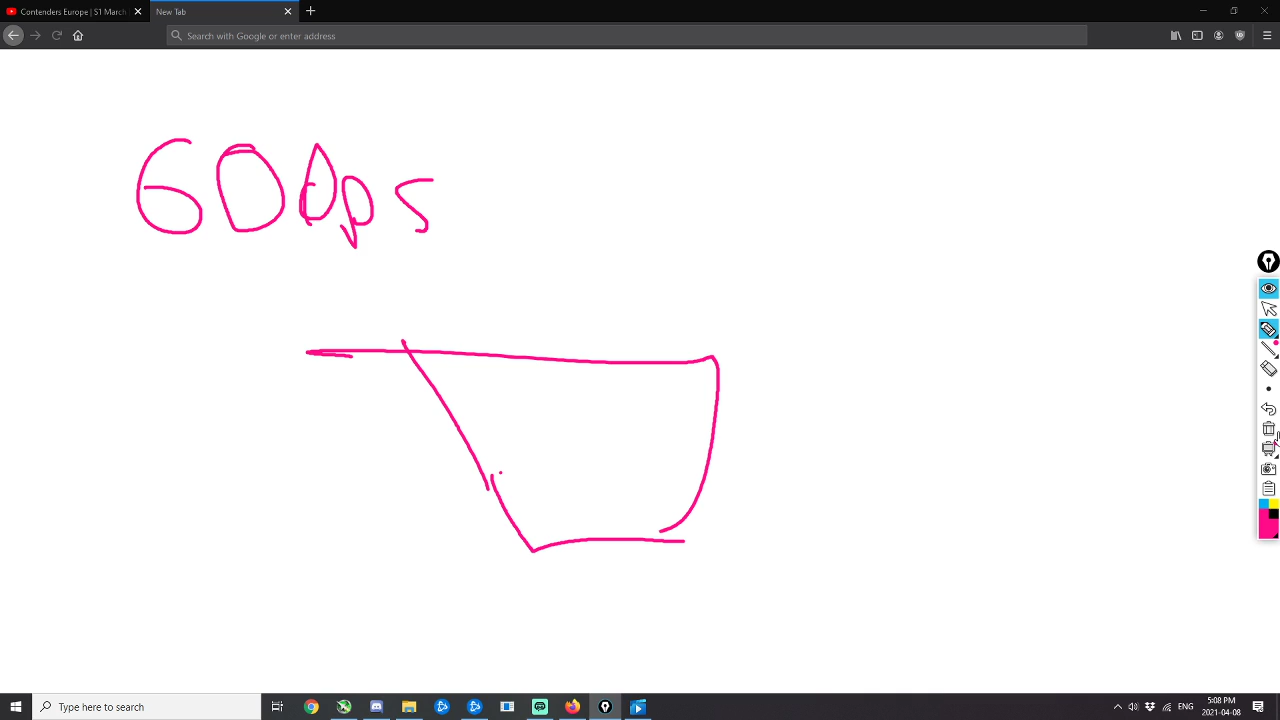 Contenders Europe | S1 March
New Tab
Search with Google or enter address
60dps
Type here to search
ENG
5:08 PM
2021-04-08